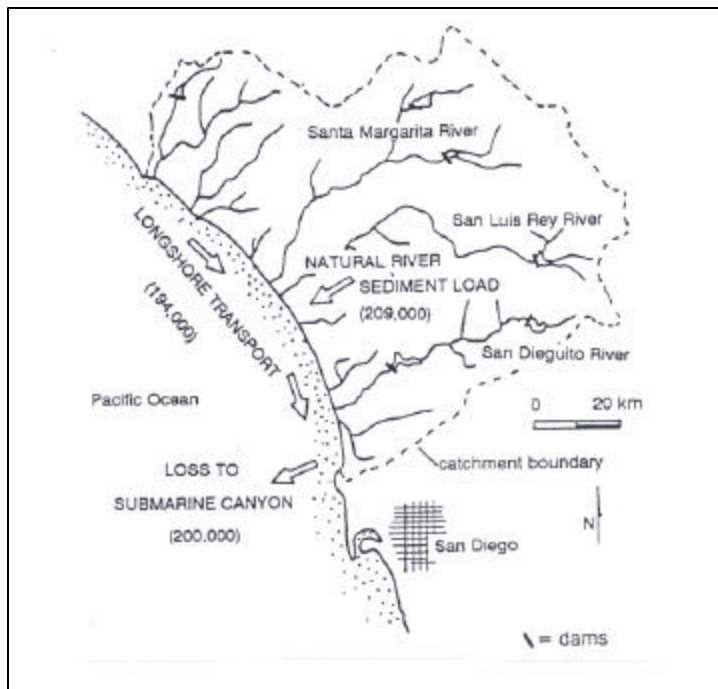 Santa Margarita River
San Luis Rey River
NATURAL RIVER
SEDIMENT LOAD
(209,000)
LONGSHORE TRANSPORT
(194,000)
San Dieguito River
Pacific Ocean
0 20 km
catchment boundary
LOSS TO
SUBMARINE CANYON
(200.000)
N
San Diego
= dams